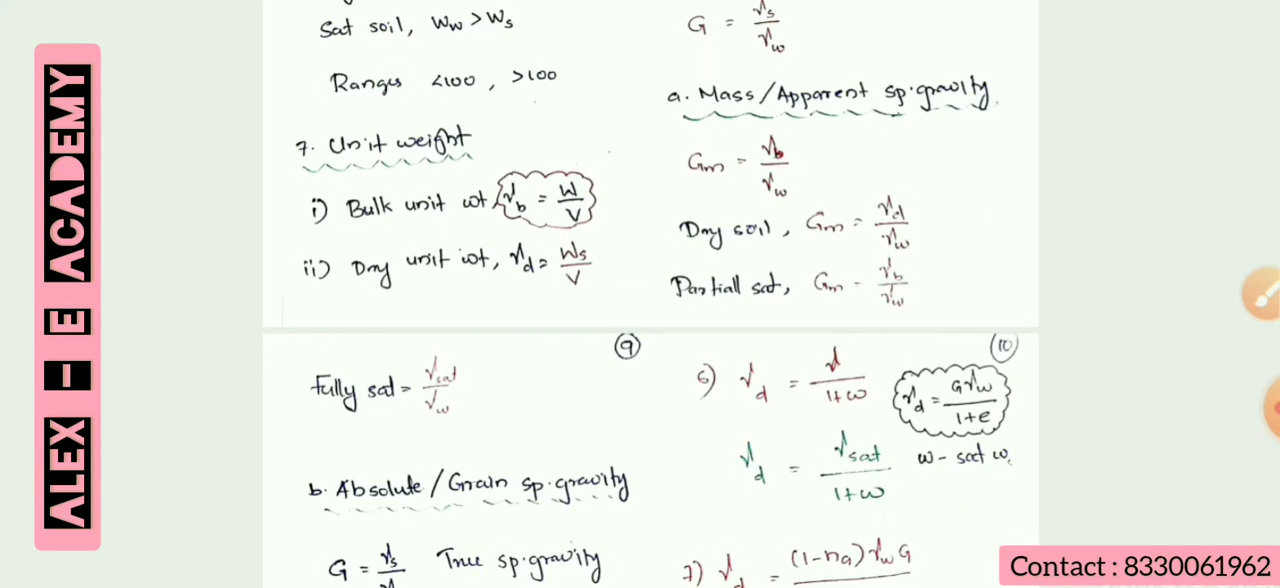 ALEX - E ACADEMY
Sat soil, Ww > Ws
Ranges <100, >100
7. Unit weight
i) Bulk unit wt, γb = W/V
ii) Dry unit wt, γd = Ws/V
G = γs/γw
a. Mass/Apparent sp.gravity
Gm = γb/γw
Dry soil, Gm = γd/γw
Partiall sat, Gm = γb/γw
9
Fully sat = γsat/γw
b. Absolute/Grain sp.gravity
G = γs True sp.gravity
10
6) γd = γ/1+w
γd = Gγw/1+e
γd = γsat/1+w
w - sat w.
7) γd = (1-na)γw G
Contact : 8330061962